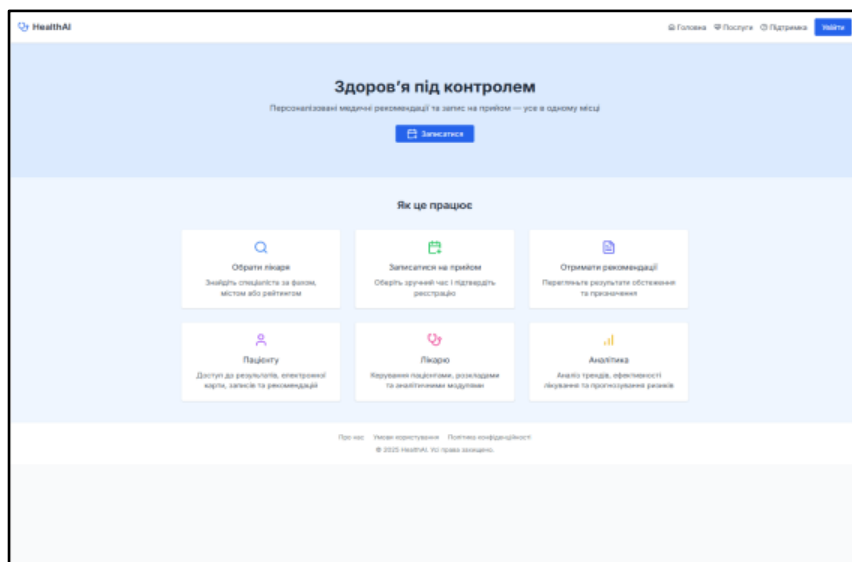 HealthAI
Головна Послуги Підтримка Увійти
Здоров'я під контролем
Персоналізовані медичні рекомендації та запис на прийом — усе в одному місці
Записатися
Як це працює
Обрати лікаря
Знайдіть спеціаліста за фахом,
містом або рейтингом
Записатися на прийом
Оберіть зручний час і підтвердіть
реєстрацію
Отримати рекомендації
Перегляньте результати обстеження
та призначення
Пацієнту
Доступ до результатів, електронної
карти, записів та рекомендацій
Лікарю
Керування пацієнтами, розкладами
та аналітичними модулями
Аналітика
Аналіз трендів, ефективності
лікування та прогнозування ризиків
Про нас Умови користування Політика конфіденційності
© 2025 HealthAI. Усі права захищено.